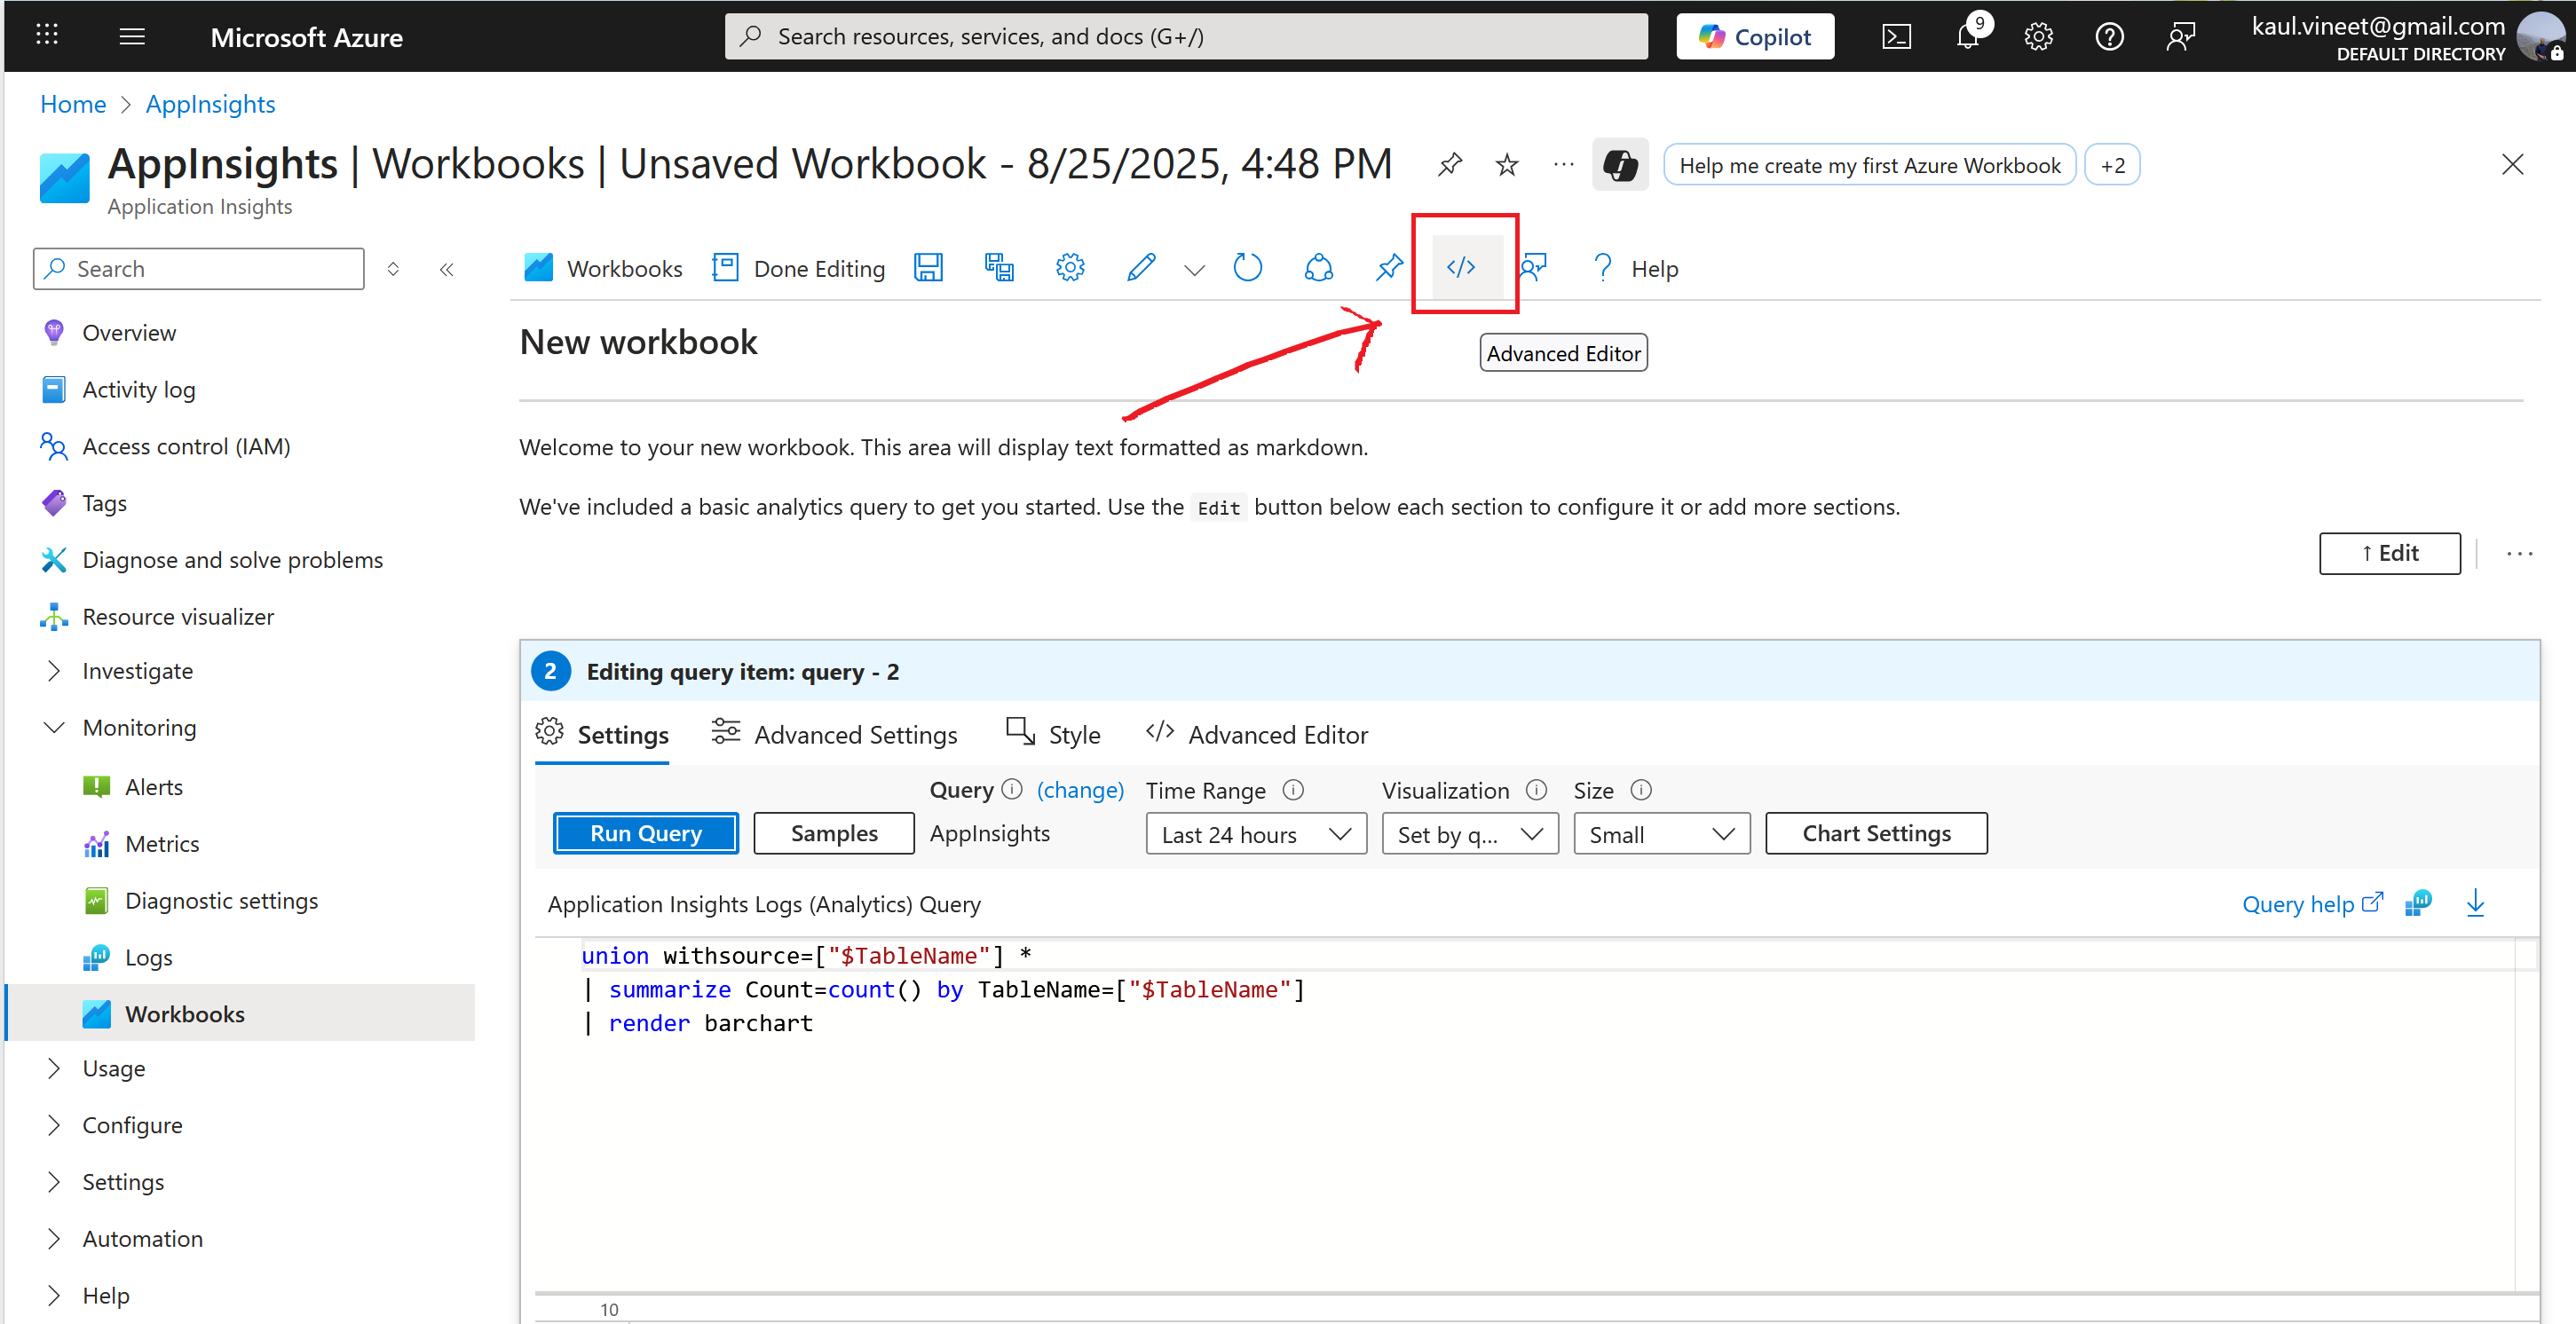 Microsoft Azure
Search resources, services, and docs (G+/)
Copilot
9
kaul.vineet@gmail.com
DEFAULT DIRECTORY
Home > AppInsights
AppInsights | Workbooks | Unsaved Workbook - 8/25/2025, 4:48 PM
Help me create my first Azure Workbook
+2
Application Insights
Search
Workbooks
Done Editing
Help
Advanced Editor
Overview
Activity log
Access control (IAM)
Tags
Diagnose and solve problems
Resource visualizer
Investigate
Monitoring
Alerts
Metrics
Diagnostic settings
Logs
Workbooks
Usage
Configure
Settings
Automation
Help
New workbook
Welcome to your new workbook. This area will display text formatted as markdown.
We've included a basic analytics query to get you started. Use the Edit button below each section to configure it or add more sections.
↑ Edit
2 Editing query item: query - 2
Settings
Advanced Settings
Style
</> Advanced Editor
Query (change) Time Range Visualization Size
Run Query Samples AppInsights Last 24 hours Set by q... Small Chart Settings
Application Insights Logs (Analytics) Query
Query help
union withsource=["$TableName"] *
| summarize Count=count() by TableName=["$TableName"]
| render barchart
10